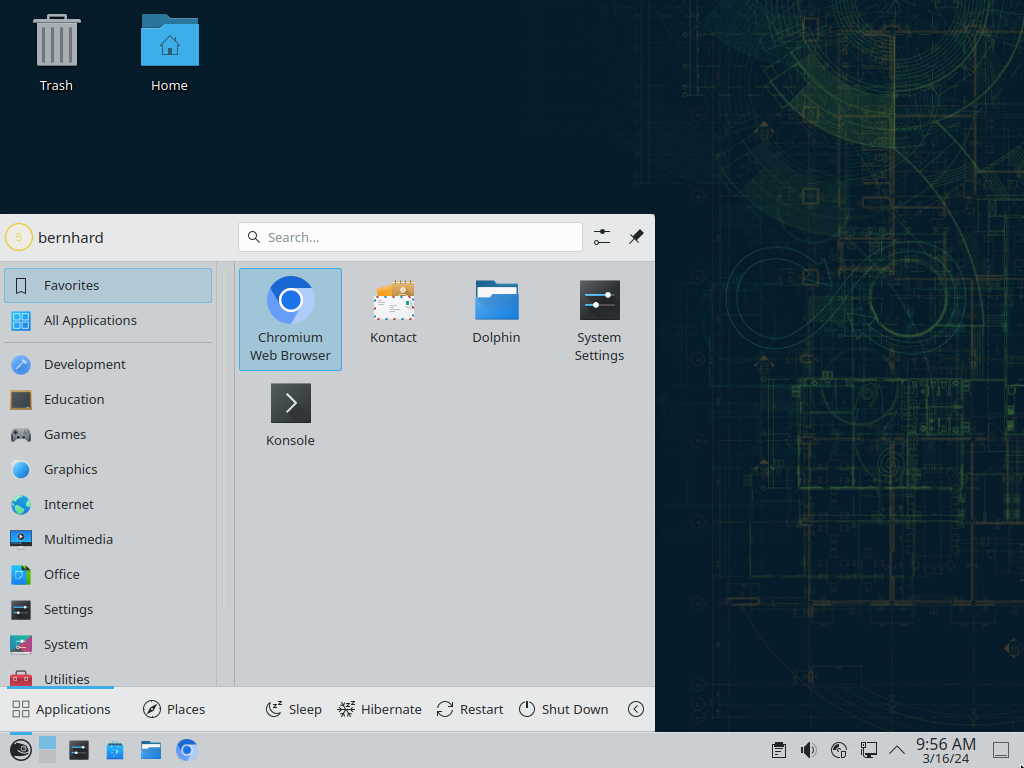 Trash
Home
B
bernhard
Search...
Favorites
All Applications
Development
Education
Games
Graphics
Internet
Multimedia
Office
Settings
System
Utilities
Chromium
Web Browser
Kontact
Dolphin
System
Settings
Konsole
Applications
Places
Sleep
Hibernate
Restart
Shut Down
9:56 AM
3/16/24